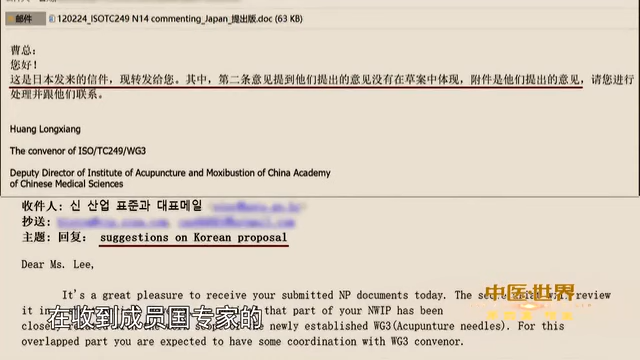 邮件
120224_ISOTC249 N14 commenting_Japan_提出版.doc (63 KB)
曹总:
您好!
这是日本发来的信件，现转发给您。其中，第二条意见提到他们提出的意见没有在草案中体现，附件是他们提出的意见，请您进行
处理并跟他们联系。
Huang Longxiang
The convenor of ISO/TC249/WG3
Deputy Director of Institute of Acupuncture and Moxibustion of China Academy
of Chinese Medical Sciences
收件人: 신 산업 표준과 대표메일
抄送:
主题: 回复: suggestions on Korean proposal
Dear Ms. Lee,
It's a great pleasure to receive your submitted NP documents today. The review
it in that part of your NWIP has been
newly established WG3(Acupunture needles). For this
overlapped part you are expected to have some coordination with WG3 convenor.
中医世界
在收到成员国专家的